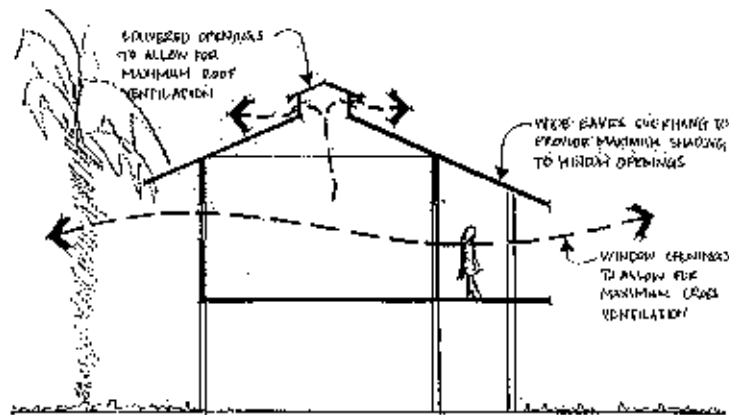 LOUVERED OPENINGS
TO ALLOW FOR
MAXIMUM ROOF
VENTILATION
WIDE EAVES OVERHANG TO
PROVIDE MAXIMUM SHADING
TO WINDOW OPENINGS
WINDOW OPENINGS
TO ALLOW FOR
MAXIMUM CROSS
VENTILATION